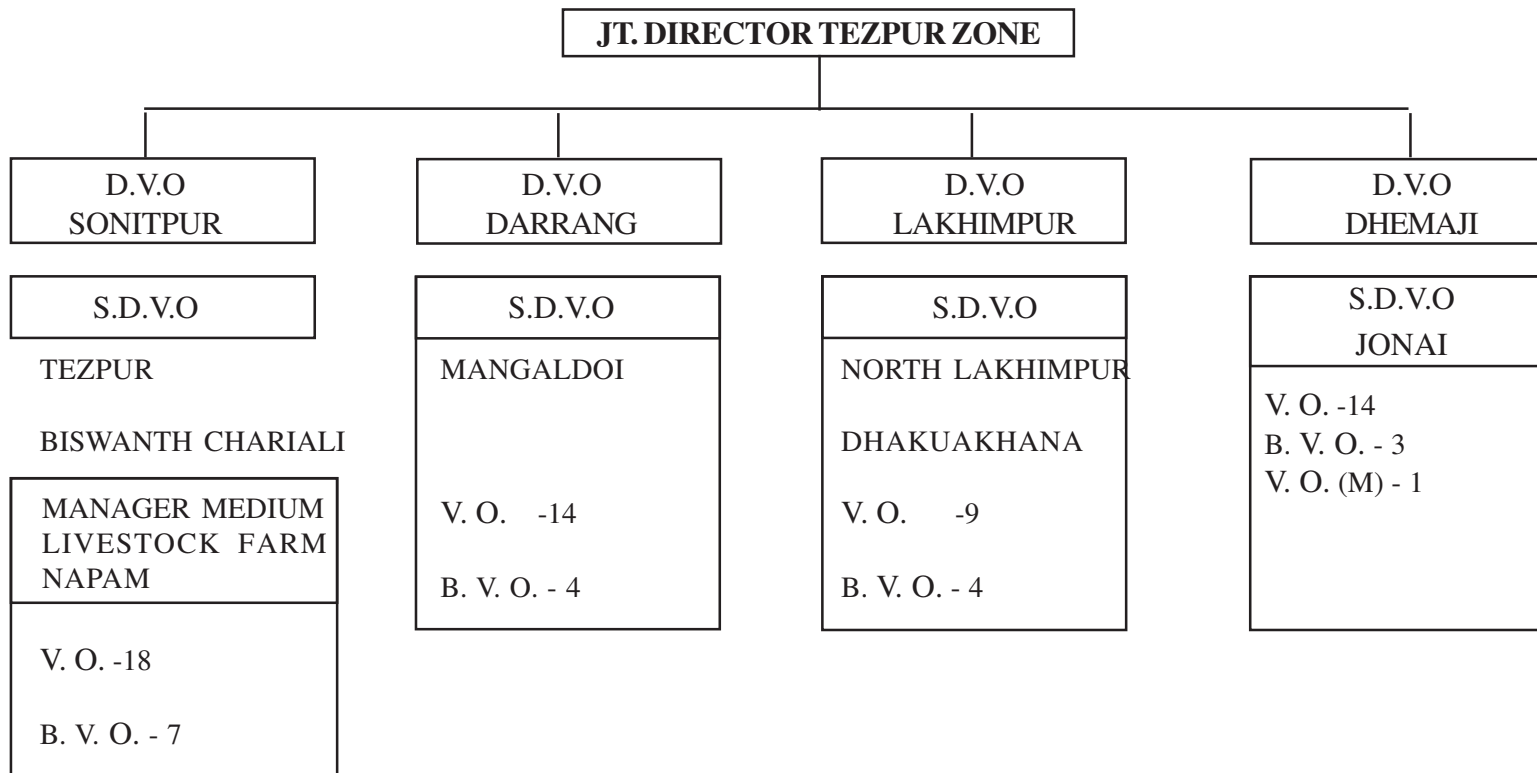 JT. DIRECTOR TEZPUR ZONE
D.V.O
SONITPUR
D.V.O
DARRANG
D.V.O
LAKHIMPUR
D.V.O
DHEMAJI
S.D.V.O
TEZPUR
BISWANTH CHARIALI
MANAGER MEDIUM
LIVESTOCK FARM
NAPAM
V. O. -18
B. V. O. - 7
S.D.V.O
MANGALDOI
V. O. -14
B. V. O. - 4
S.D.V.O
NORTH LAKHIMPUR
DHAKUAKHANA
V. O. -9
B. V. O. - 4
S.D.V.O
JONAI
V. O. -14
B. V. O. - 3
V. O. (M) - 1